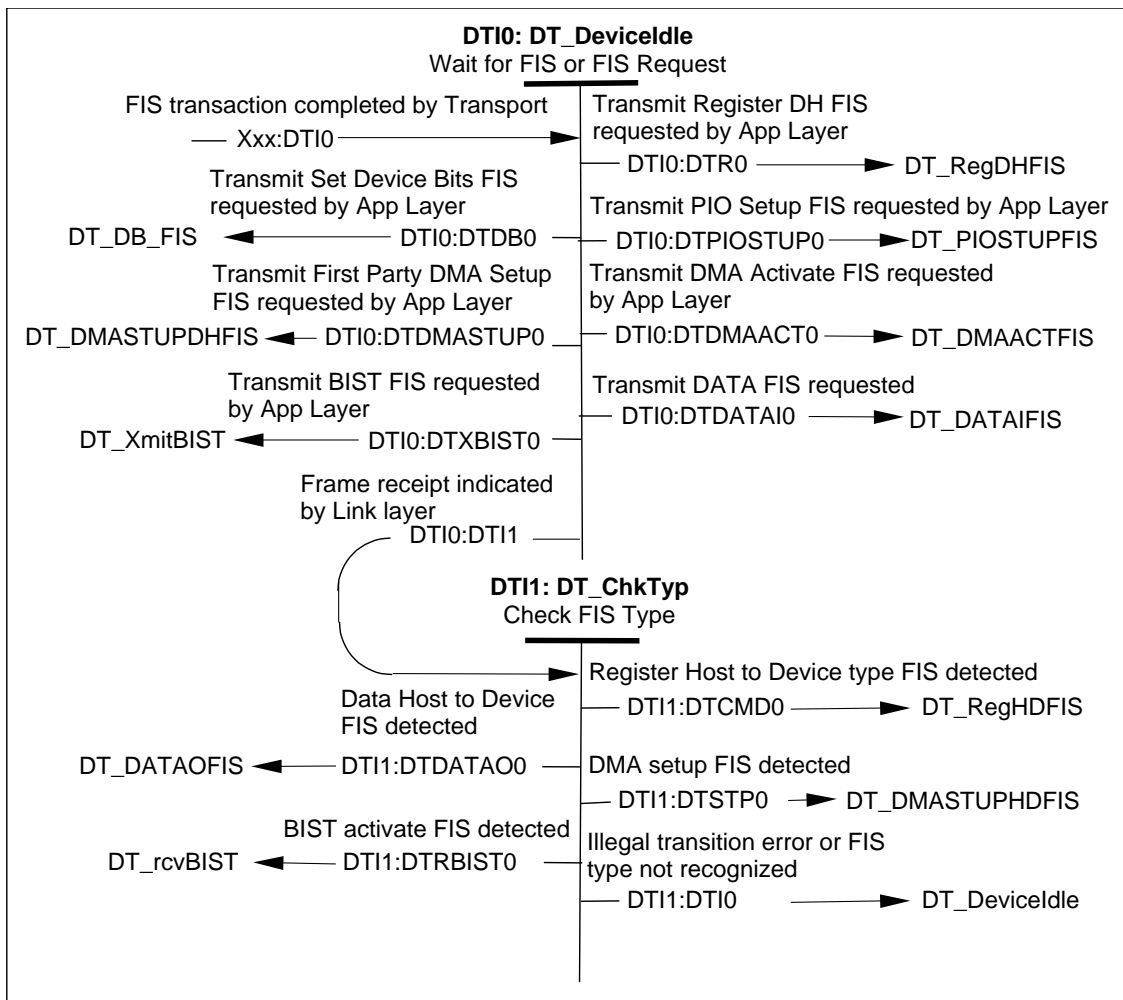 DTI0: DT_DeviceIdle
Wait for FIS or FIS Request
FIS transaction completed by Transport
Xxx:DTI0
Transmit Register DH FIS
requested by App Layer
DTI0:DTR0
DT_RegDHFIS
Transmit Set Device Bits FIS
requested by App Layer
DT_DB_FIS
DTI0:DTDB0
Transmit PIO Setup FIS requested by App Layer
DTI0:DTPIOSTUP0
DT_PIOSTUPFIS
Transmit First Party DMA Setup
FIS requested by App Layer
DT_DMASTUPDHFIS
DTI0:DTDMASTUP0
Transmit DMA Activate FIS requested
by App Layer
DTI0:DTDMAACT0
DT_DMAACTFIS
Transmit BIST FIS requested
by App Layer
DT_XmitBIST
DTI0:DTXBIST0
Transmit DATA FIS requested
DTI0:DTDATAI0
DT_DATAIFIS
Frame receipt indicated
by Link layer
DTI0:DTI1
DTI1: DT_ChkTyp
Check FIS Type
Register Host to Device type FIS detected
DTI1:DTCMD0
DT_RegHDFIS
Data Host to Device
FIS detected
DT_DATAOFIS
DTI1:DTDATAO0
DMA setup FIS detected
DTI1:DTSTP0
DT_DMASTUPHDFIS
BIST activate FIS detected
DT_rcvBIST
DTI1:DTRBIST0
Illegal transition error or FIS
type not recognized
DTI1:DTI0
DT_DeviceIdle